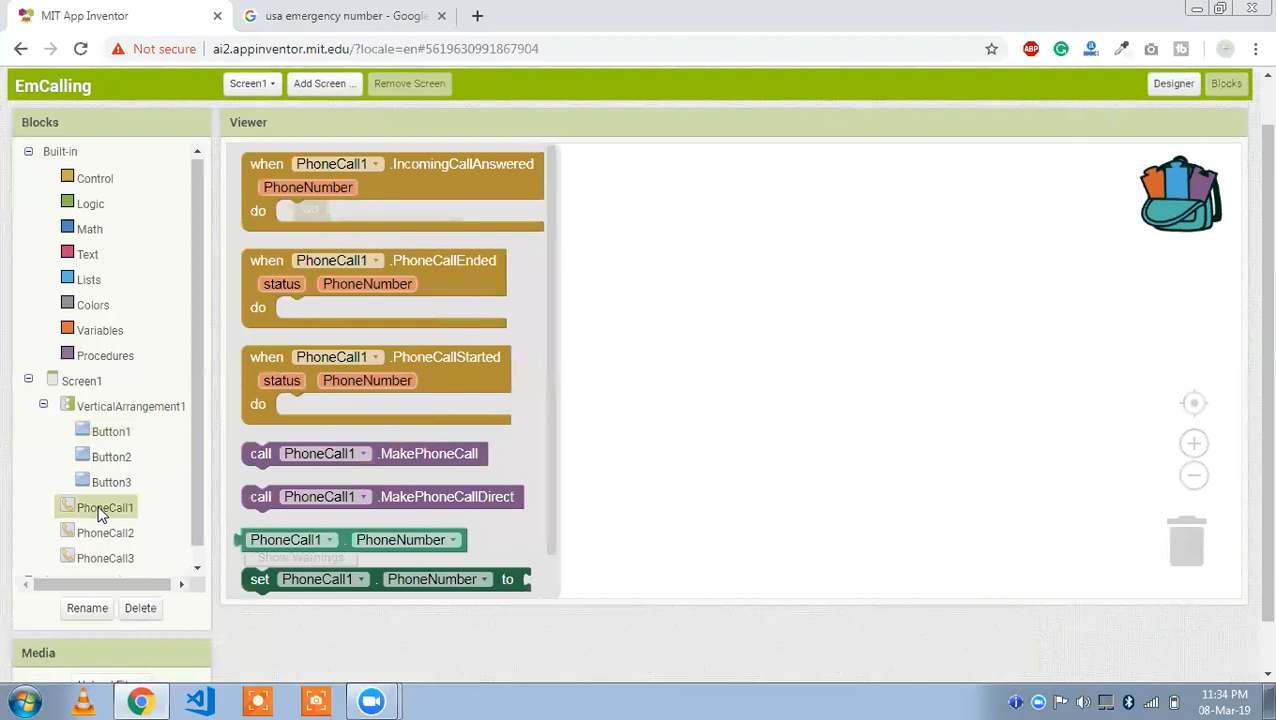 MIT App Inventor
usa emergency number - Google
Not secure
ai2.appinventor.mit.edu/?locale=en#5619630991867904
ABP
EmCalling
Screen1
Add Screen ...
Remove Screen
Designer
Blocks
Blocks
Viewer
Built-in
Control
Logic
Math
Text
Lists
Colors
Variables
Procedures
Screen1
VerticalArrangement1
Button1
Button2
Button3
PhoneCall1
PhoneCall2
PhoneCall3
Rename
Delete
Media
when PhoneCall1 .IncomingCallAnswered
PhoneNumber
do
when PhoneCall1 .PhoneCallEnded
status PhoneNumber
do
when PhoneCall1 .PhoneCallStarted
status PhoneNumber
do
call PhoneCall1 .MakePhoneCall
call PhoneCall1 .MakePhoneCallDirect
PhoneCall1 . PhoneNumber
Show Warnings
set PhoneCall1 . PhoneNumber to
11:34 PM
08-Mar-19